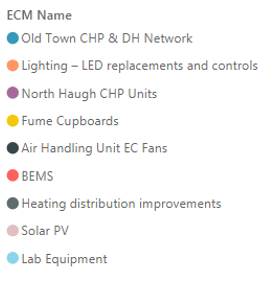 ECM Name
Old Town CHP & DH Network
Lighting – LED replacements and controls
North Haugh CHP Units
Fume Cupboards
Air Handling Unit EC Fans
BEMS
Heating distribution improvements
Solar PV
Lab Equipment